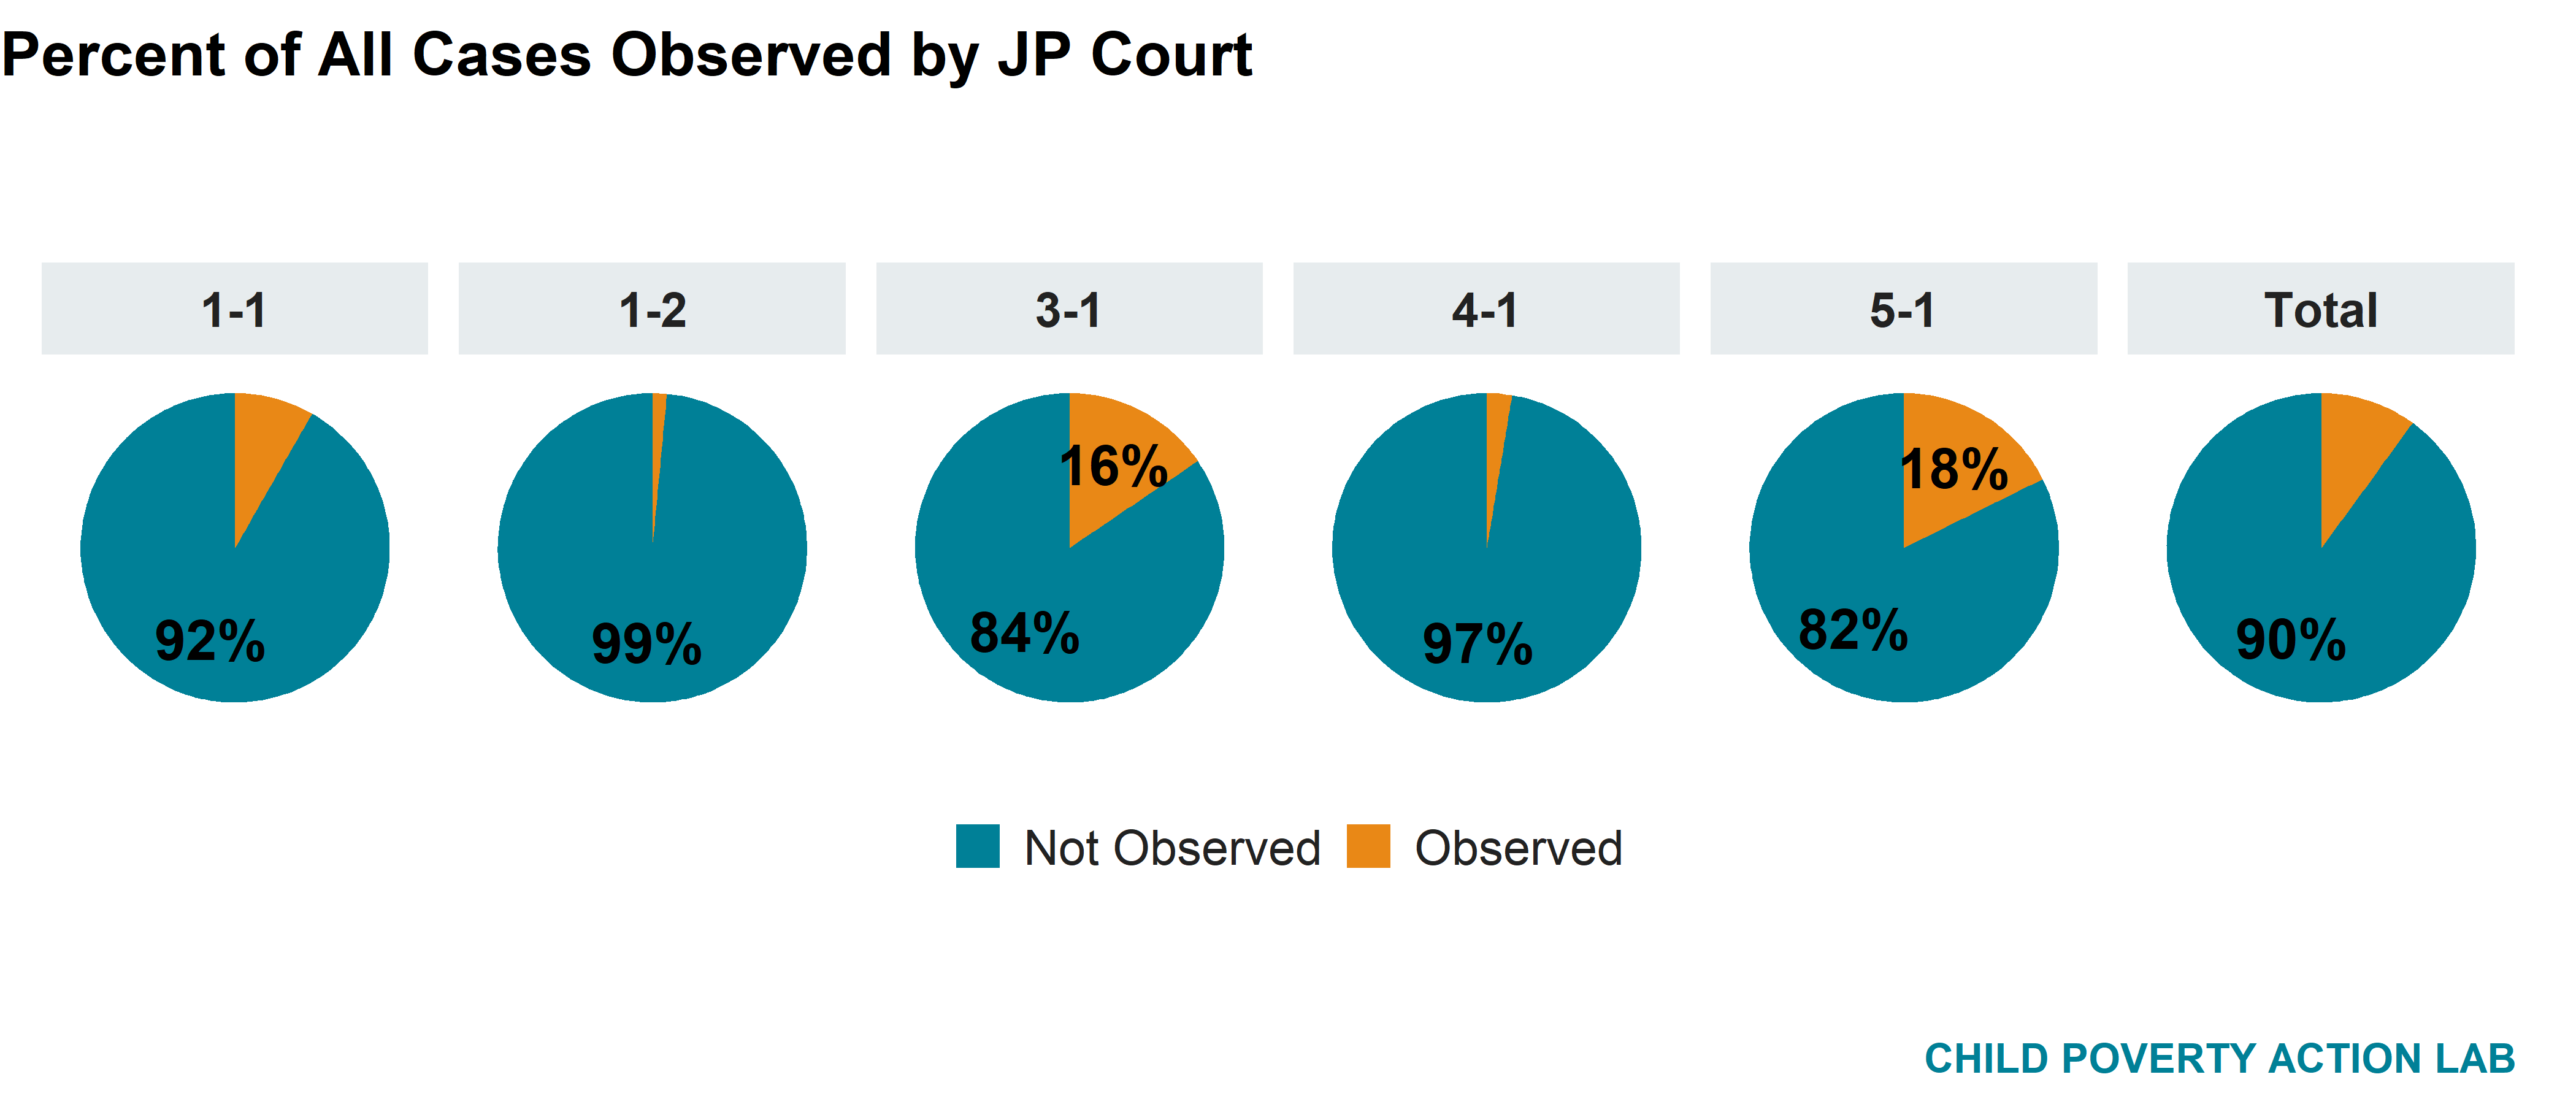 Percent of All Cases Observed by JP Court
1-1 1-2 3-1 4-1 5-1 Total
16% 18%
92% 99% 84% 97% 82% 90%
Not Observed Observed
CHILD POVERTY ACTION LAB